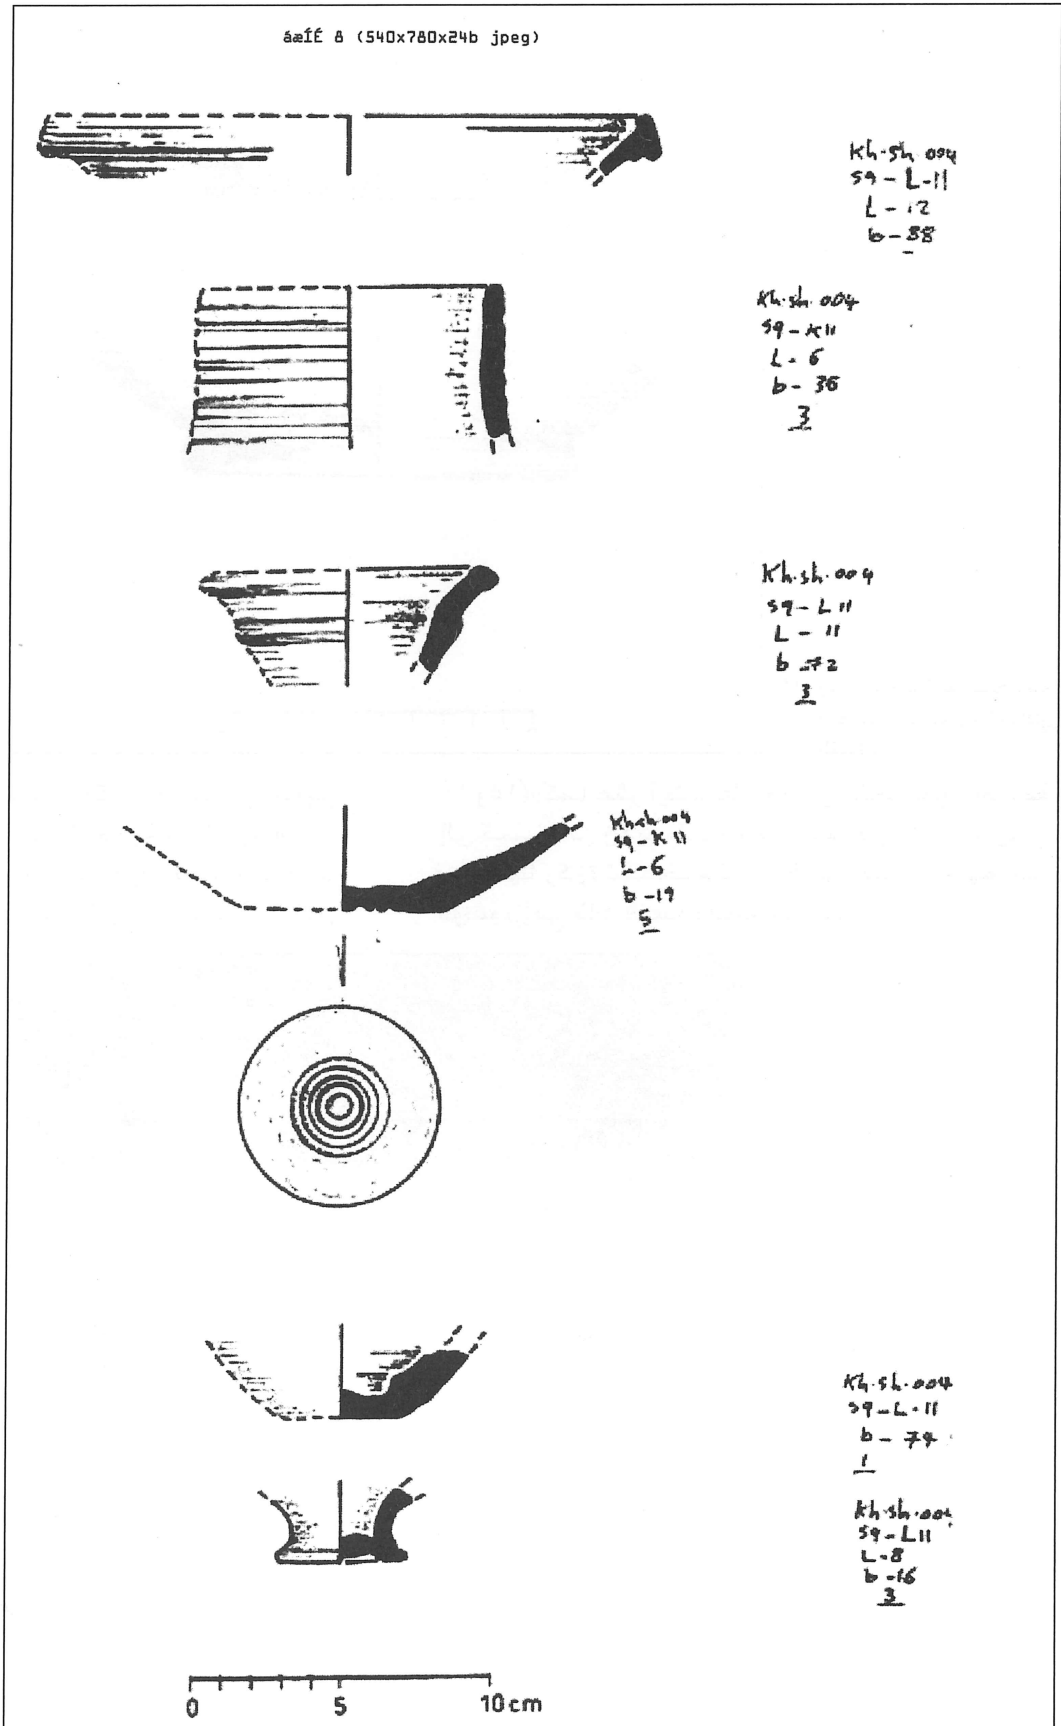 áæÍÉ 8 (540x780x24b jpeg)
Kh.sh.004
sq-L-11
L-12
b-88
Kh.sh.004
sq-K11
L-6
b-36
3
Kh.sh.004
sq-L11
L-11
b-72
3
Kh.sh.004
sq-K11
L-6
b-19
5
Kh.sh.004
sq-L-11
b-74
1
Kh.sh.004
sq-L11
L-8
b-16
3
0 5 10cm